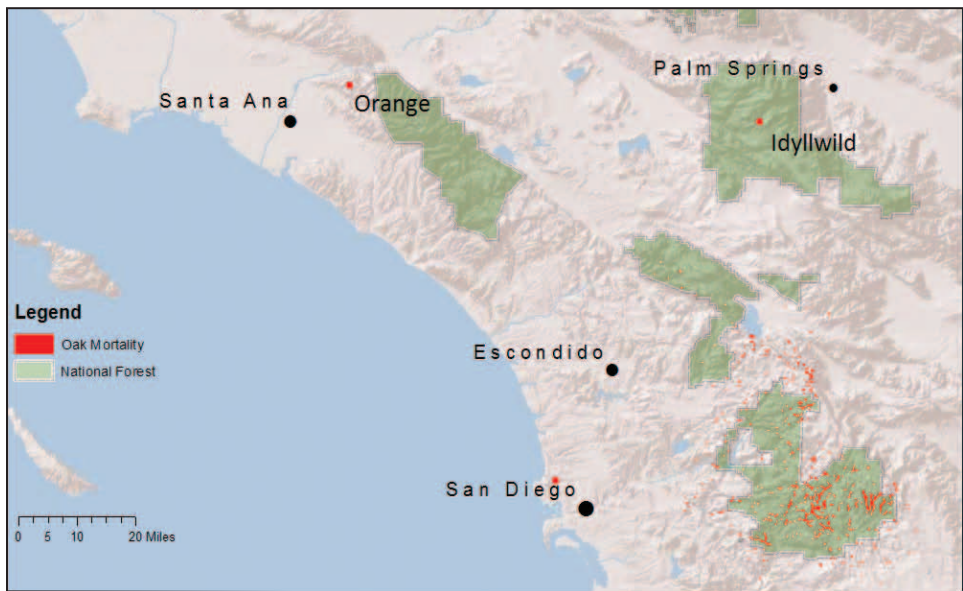 Palm Springs
Santa Ana
Orange
Idyllwild
Legend
Oak Mortality
National Forest
Escondido
San Diego
0 5 10 20 Miles